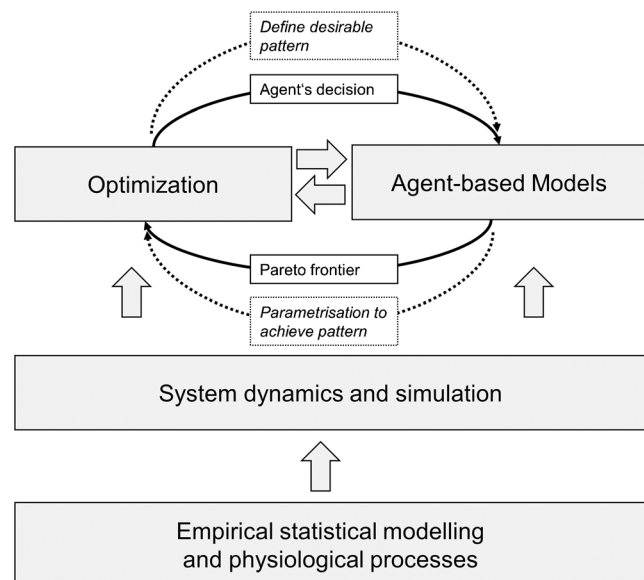 Define desirable
pattern
Agent‘s decision
Optimization
Agent-based Models
Pareto frontier
Parametrisation to
achieve pattern
System dynamics and simulation
Empirical statistical modelling
and physiological processes